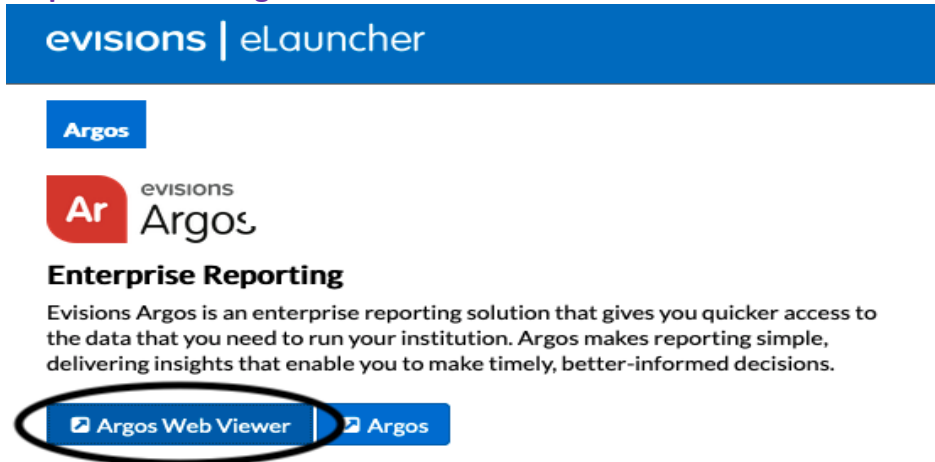 evisions | eLauncher
Argos
Ar
evisions
Argos
Enterprise Reporting
Evisions Argos is an enterprise reporting solution that gives you quicker access to
the data that you need to run your institution. Argos makes reporting simple,
delivering insights that enable you to make timely, better-informed decisions.
Argos Web Viewer Argos